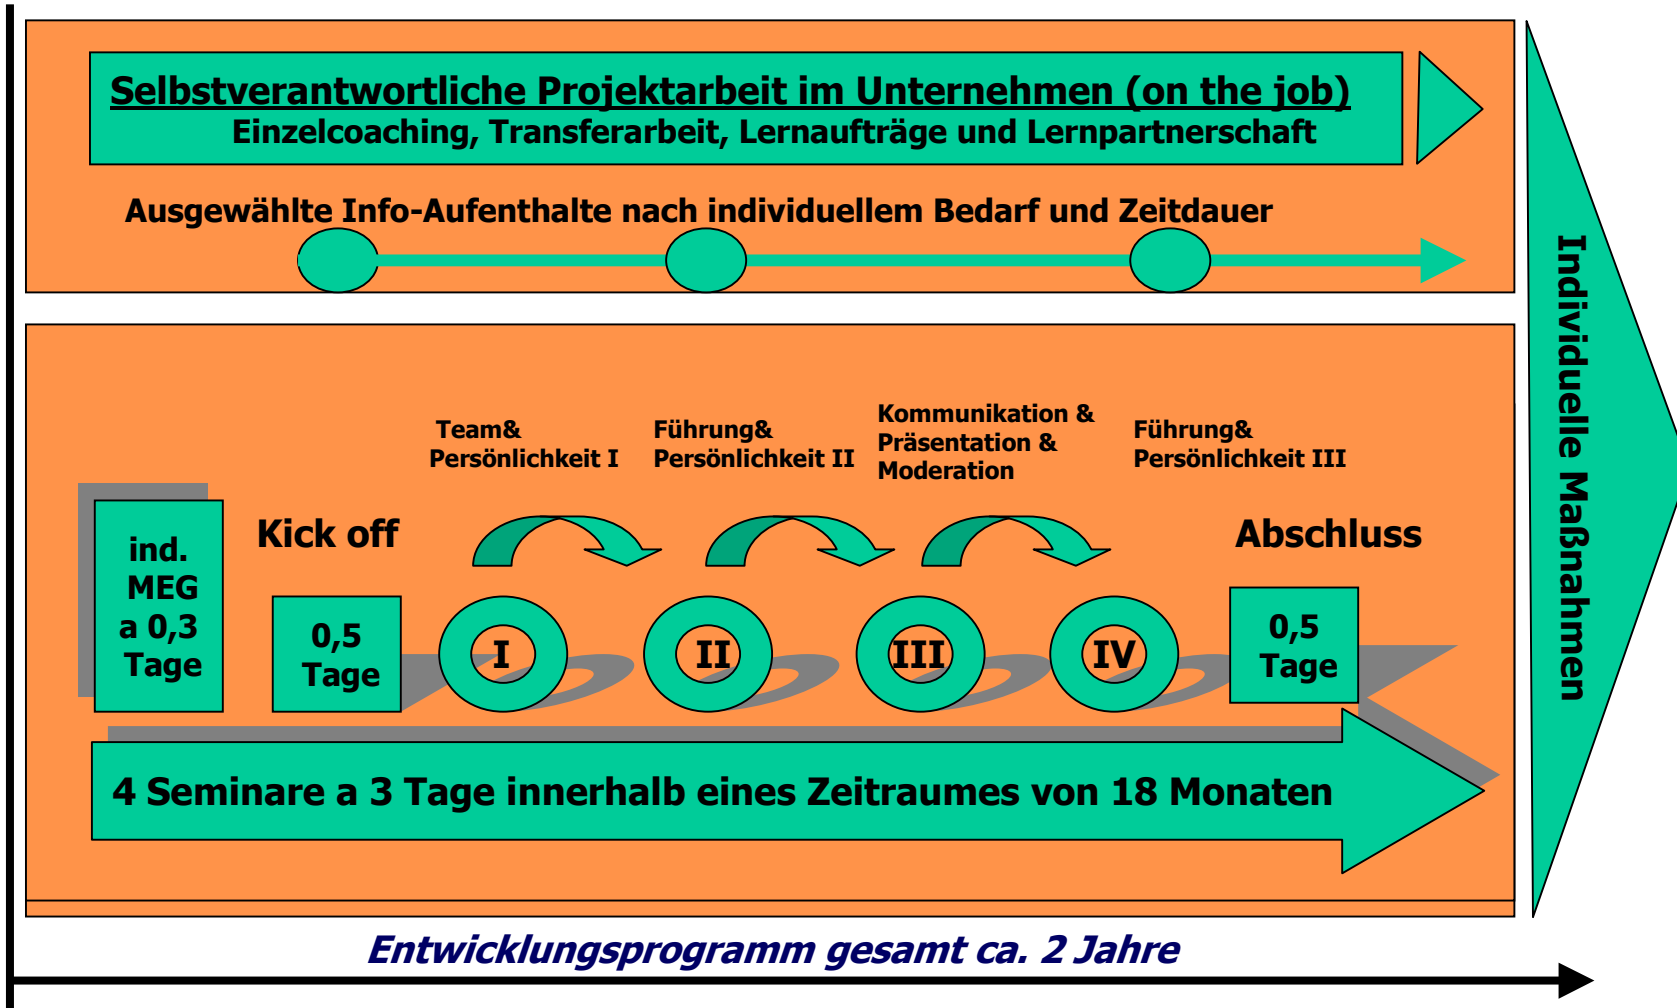 Selbstverantwortliche Projektarbeit im Unternehmen (on the job)
Einzelcoaching, Transferarbeit, Lernaufträge und Lernpartnerschaft
Ausgewählte Info-Aufenthalte nach individuellem Bedarf und Zeitdauer
Individuelle Maßnahmen
Team&
Persönlichkeit I
Führung&
Persönlichkeit II
Kommunikation &
Präsentation &
Moderation
Führung&
Persönlichkeit III
ind.
MEG
a 0,3
Tage
Kick off
0,5
Tage
I
II
III
IV
Abschluss
0,5
Tage
4 Seminare a 3 Tage innerhalb eines Zeitraumes von 18 Monaten
Entwicklungsprogramm gesamt ca. 2 Jahre